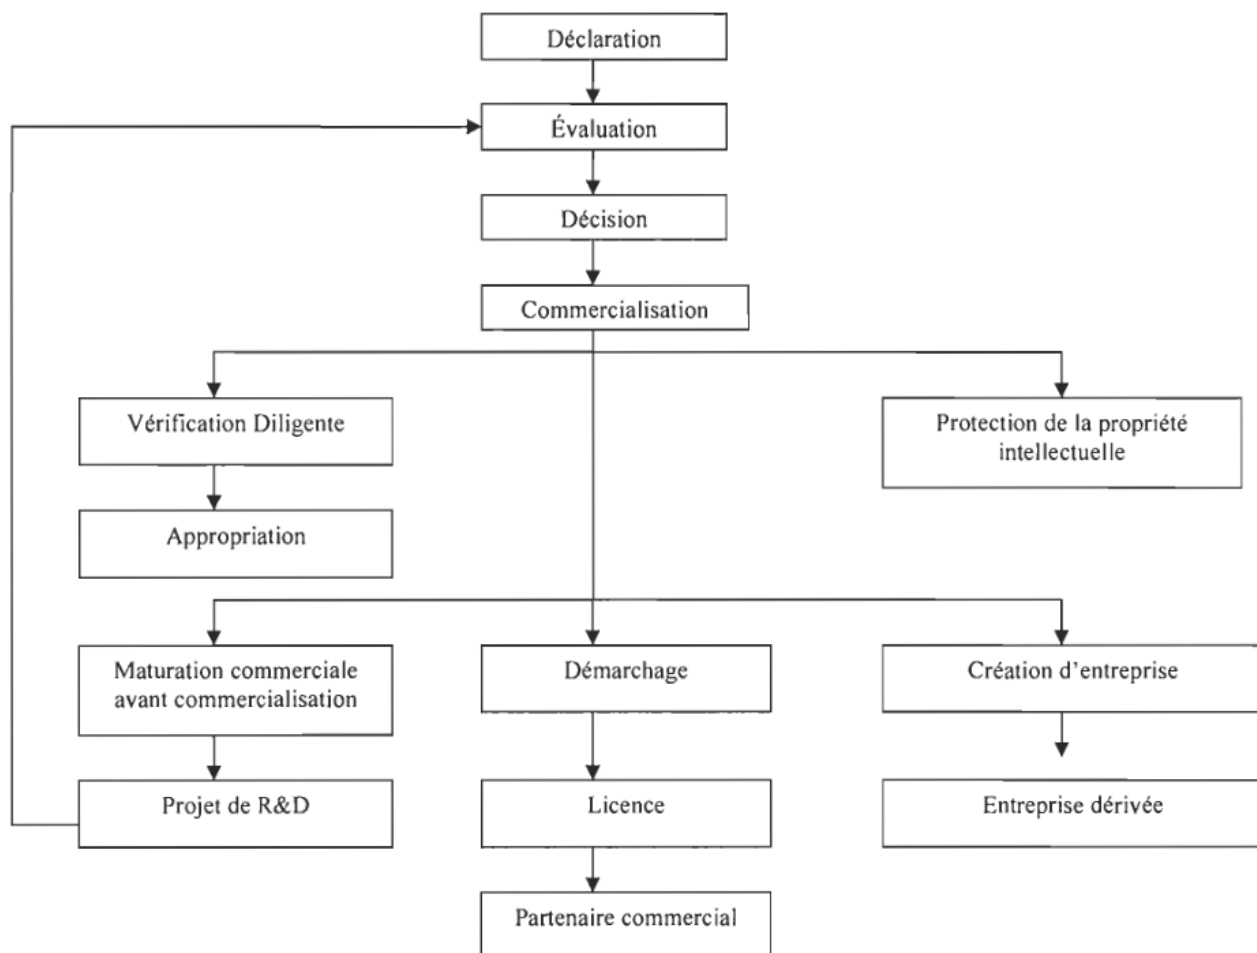 Déclaration
Évaluation
Décision
Commercialisation
Vérification Diligente
Protection de la propriété
intellectuelle
Appropriation
Maturation commerciale
avant commercialisation
Démarchage
Création d'entreprise
Projet de R&D
Licence
Entreprise dérivée
Partenaire commercial